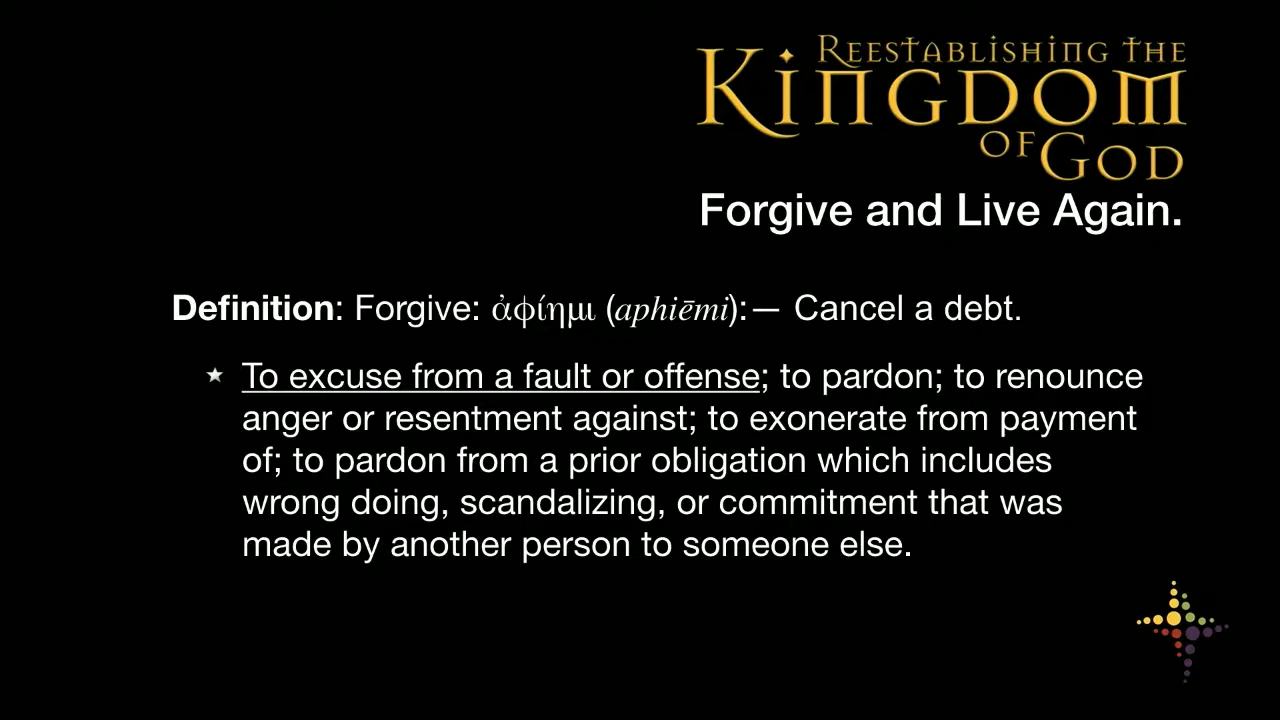 REESTABLISHING THE
KINGDOM
OF GOD
Forgive and Live Again.
Definition: Forgive: ἀφίημι (aphiēmi):— Cancel a debt.
To excuse from a fault or offense; to pardon; to renounce
anger or resentment against; to exonerate from payment
of; to pardon from a prior obligation which includes
wrong doing, scandalizing, or commitment that was
made by another person to someone else.